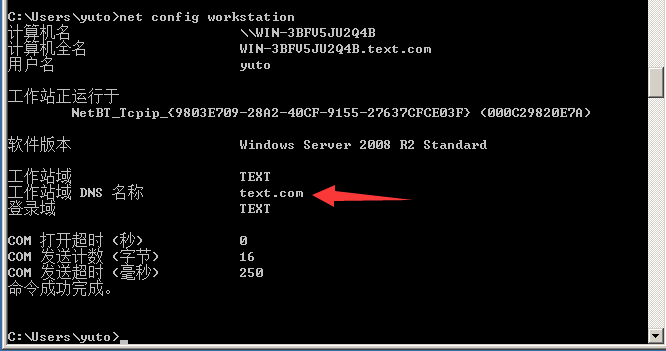 C:\Users\yuto>net config workstation
计算机名 \\WIN-3BFV5JU2Q4B
计算机全名 WIN-3BFV5JU2Q4B.text.com
用户名 yuto
工作站正运行于
NetBT_Tcpip_{9803E709-28A2-40CF-9155-27637CFCE03F} (000C29820E7A)
软件版本 Windows Server 2008 R2 Standard
工作站域 TEXT
工作站域 DNS 名称 text.com
登录域 TEXT
COM 打开超时 (秒) 0
COM 发送计数 (字节) 16
COM 发送超时 (毫秒) 250
命令成功完成。
C:\Users\yuto>_